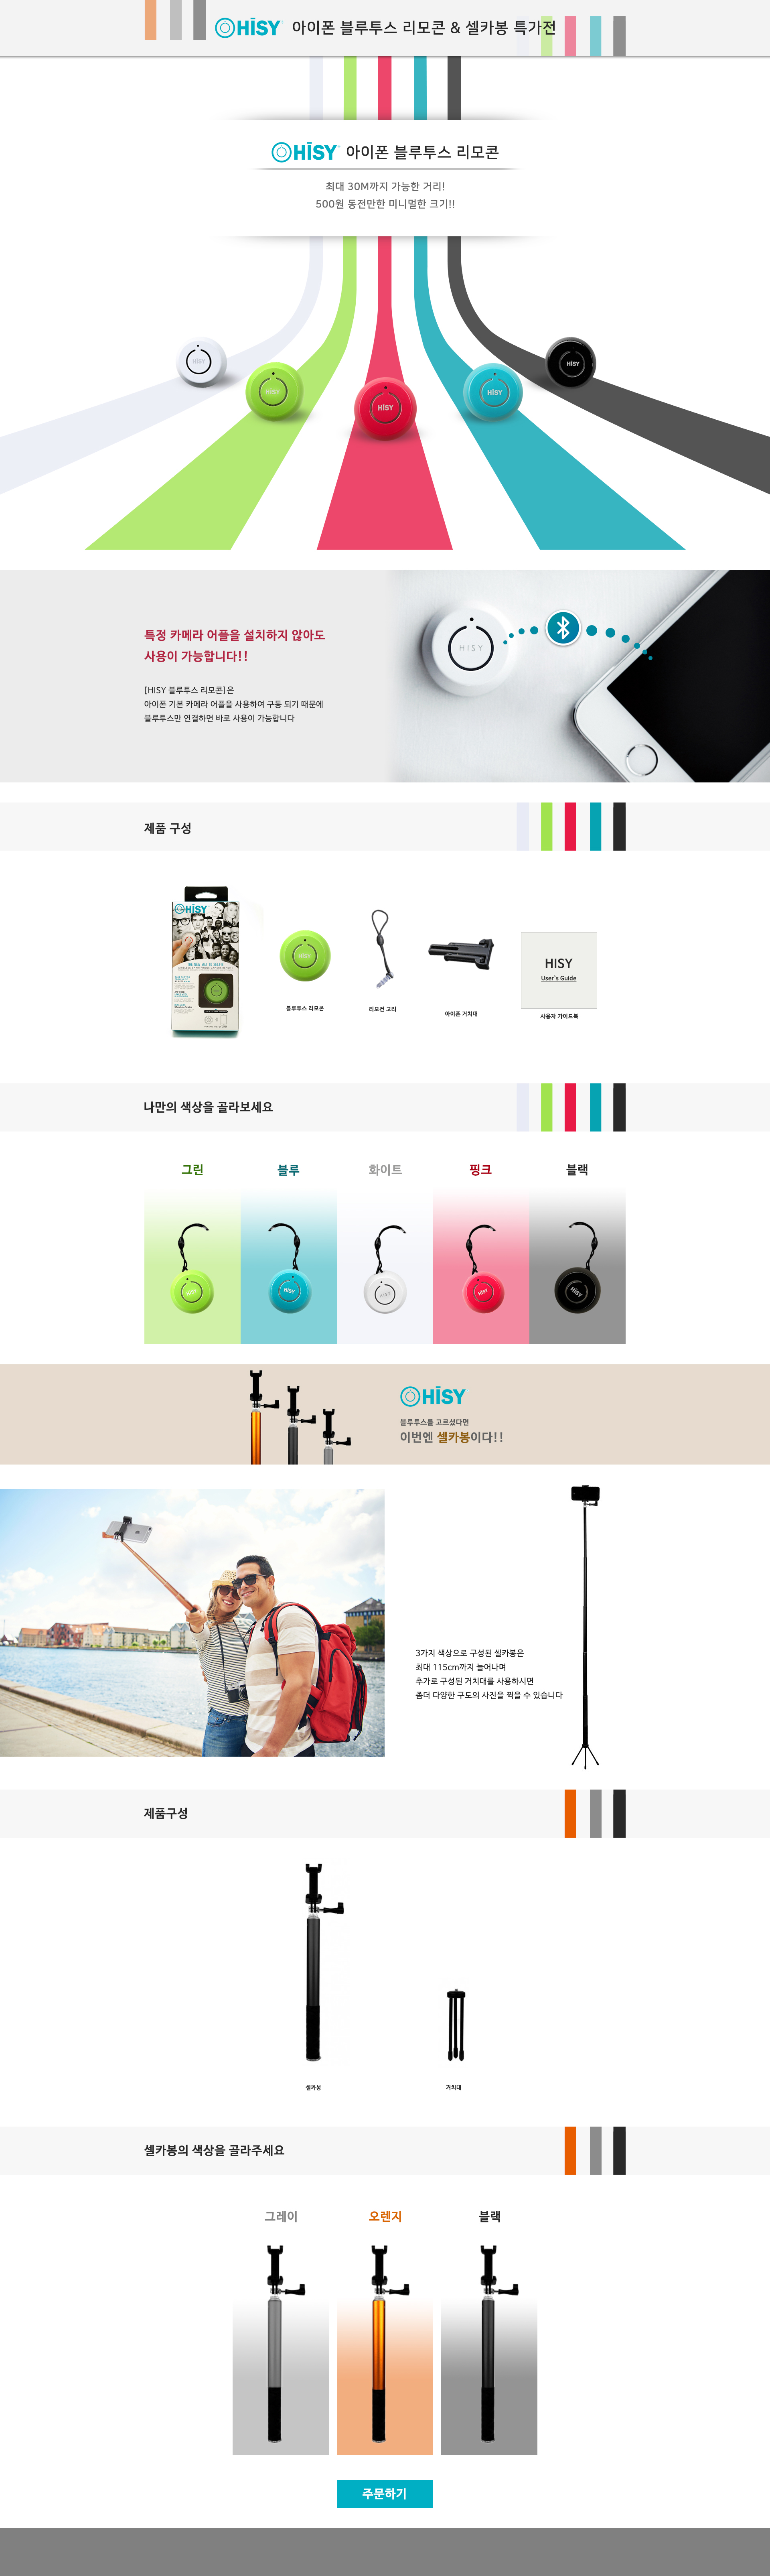 HiSY 아이폰 블루투스 리모콘 & 셀카봉 특가전
HiSY 아이폰 블루투스 리모콘
최대 30M까지 가능한 거리!
500원 동전만한 미니멀한 크기!!
HiSY
HiSY
HiSY
HiSY
HiSY
특정 카메라 어플을 설치하지 않아도
사용이 가능합니다!!
[HISY 블루투스 리모콘]은
아이폰 기본 카메라 어플을 사용하여 구동 되기 때문에
블루투스만 연결하면 바로 사용이 가능합니다
HISY
제품 구성
HiSY
HISY
User's Guide
블루투스 리모콘
리모컨 고리
아이폰 거치대
사용자 가이드북
나만의 색상을 골라보세요
그린
블루
화이트
핑크
블랙
HiSY
HiSY
HiSY
HiSY
HiSY
HiSY
블루투스를 고르셨다면
이번엔 셀카봉이다!!
3가지 색상으로 구성된 셀카봉은
최대 115cm까지 늘어나며
추가로 구성된 거치대를 사용하시면
좀더 다양한 구도의 사진을 찍을 수 있습니다
제품구성
셀카봉
거치대
셀카봉의 색상을 골라주세요
그레이
오렌지
블랙
주문하기